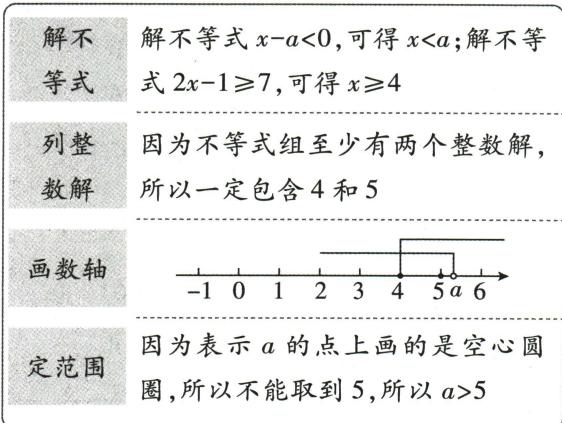 解不
等式
解不等式 x-a<0,可得 x<a;解不等
式 2x-1≥7,可得 x≥4
列整
数解
因为不等式组至少有两个整数解,
所以一定包含 4 和 5
画数轴
-1 0 1 2 3 4 5 a 6
定范围
因为表示 a 的点上画的是空心圆
圈,所以不能取到 5,所以 a>5